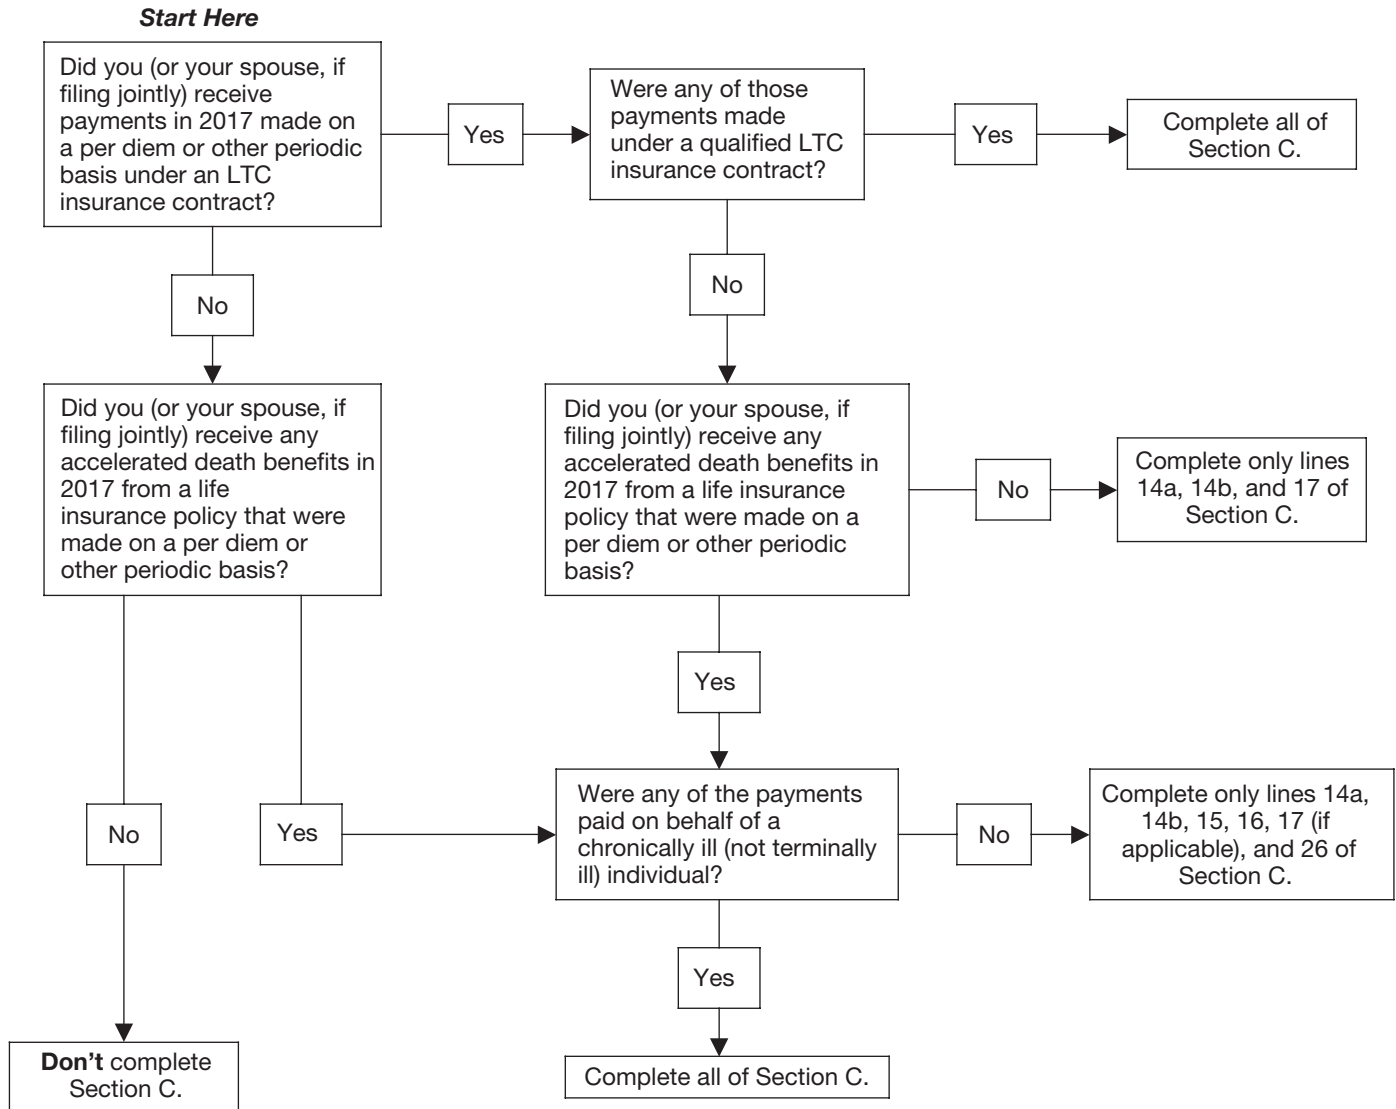 Start Here
Did you (or your spouse, if
filing jointly) receive
payments in 2017 made on
a per diem or other periodic
basis under an LTC
insurance contract?
Yes
Were any of those
payments made
under a qualified LTC
insurance contract?
Yes
Complete all of
Section C.
No
No
Did you (or your spouse, if
filing jointly) receive any
accelerated death benefits in
2017 from a life
insurance policy that were
made on a per diem or
other periodic basis?
Did you (or your spouse, if
filing jointly) receive any
accelerated death benefits in
2017 from a life insurance
policy that were made on a
per diem or other periodic
basis?
No
Complete only lines
14a, 14b, and 17 of
Section C.
Yes
No
Yes
Were any of the payments
paid on behalf of a
chronically ill (not terminally
ill) individual?
No
Complete only lines 14a,
14b, 15, 16, 17 (if
applicable), and 26 of
Section C.
Yes
Don't complete
Section C.
Complete all of Section C.